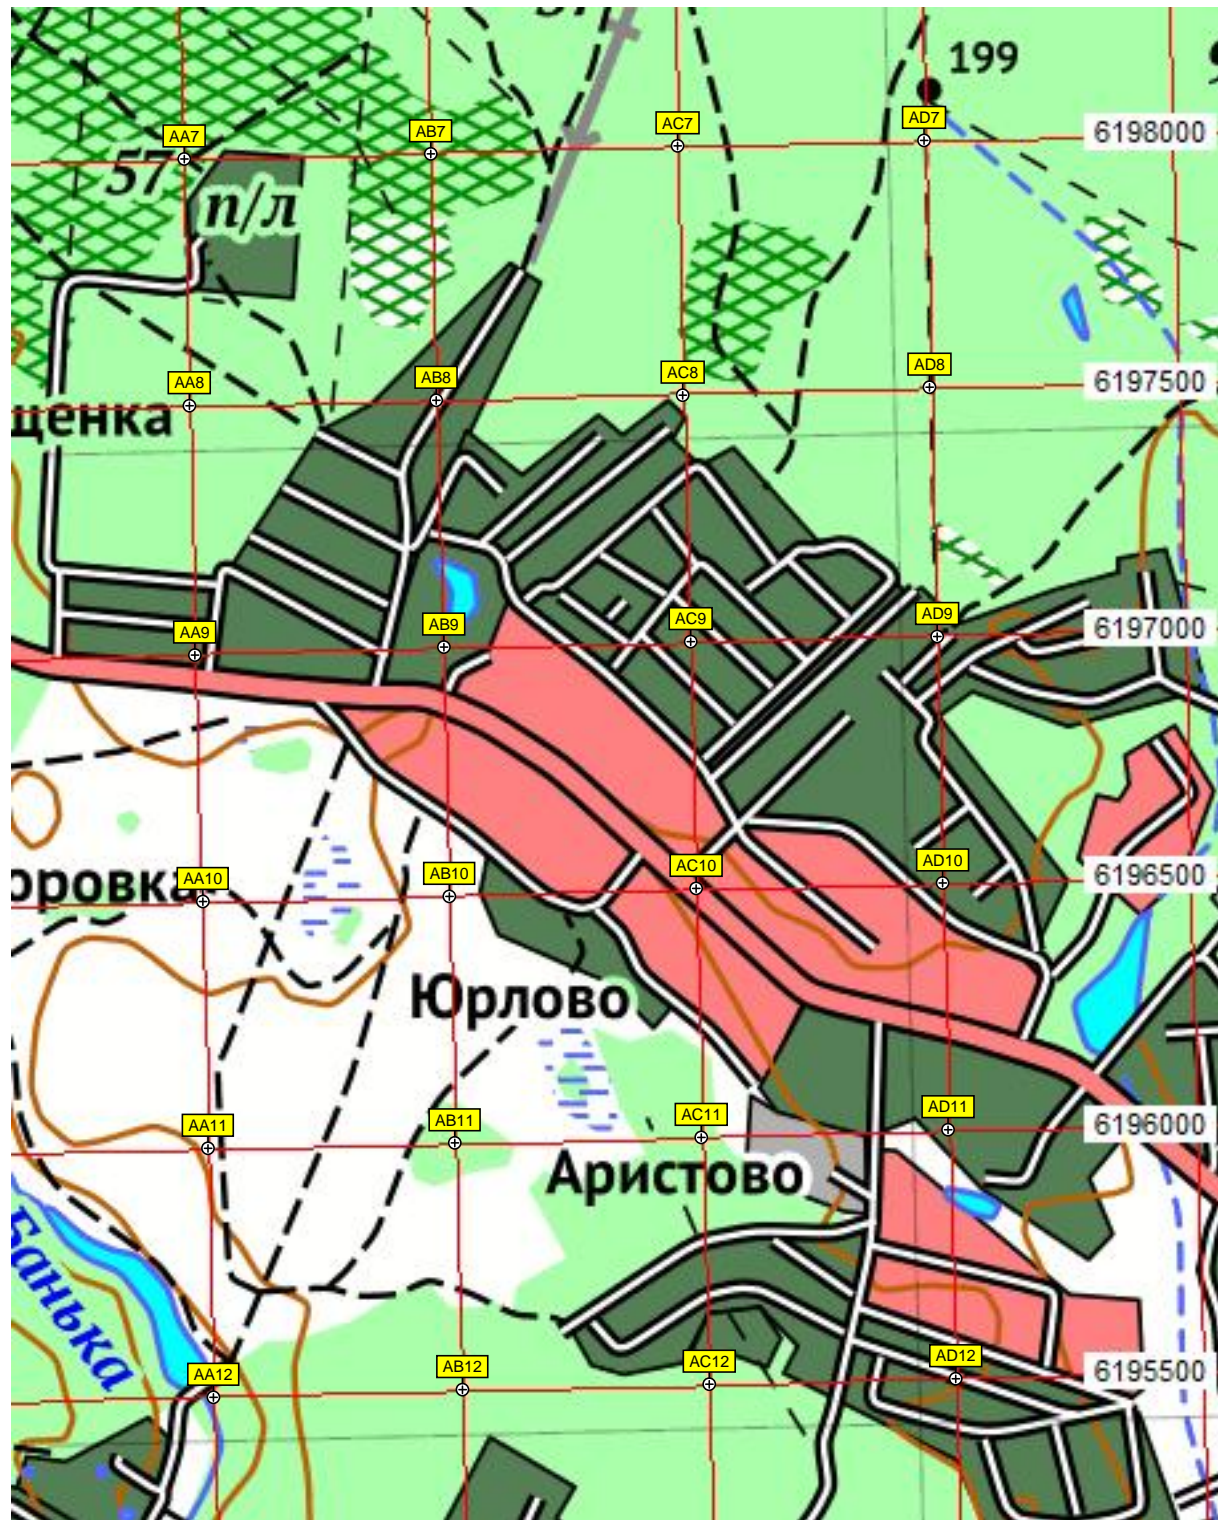 199
AA7
AB7
AC7
AD7
6198000
57
п/л
AA8
AB8
AC8
AD8
6197500
щенка
AA9
AB9
AC9
AD9
6197000
AA10
AB10
AC10
AD10
6196500
оровка
Юрлово
AA11
AB11
AC11
AD11
6196000
Аристово
Банька
AA12
AB12
AC12
AD12
6195500